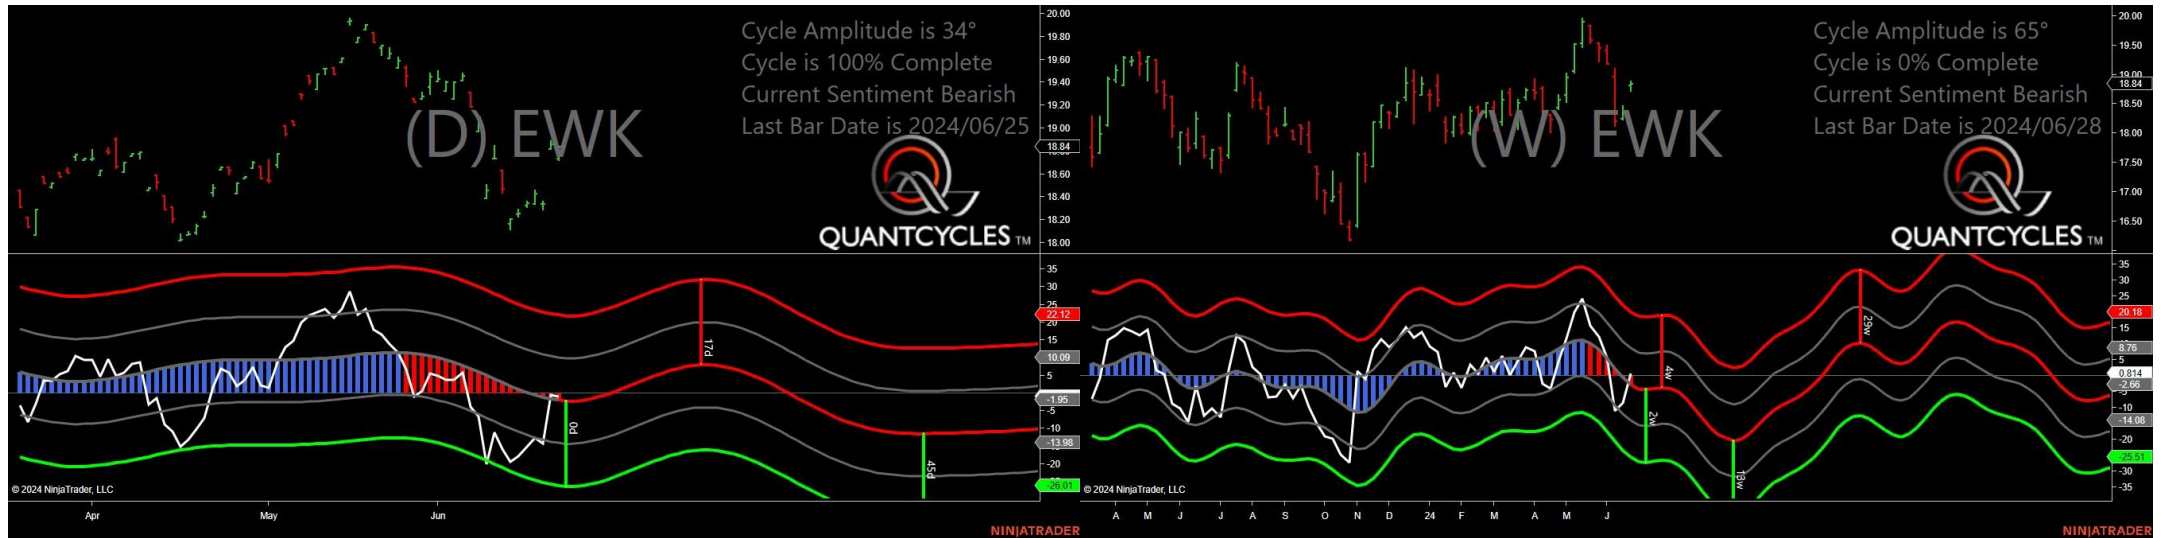 Cycle Amplitude is 34°
Cycle is 100% Complete
Current Sentiment Bearish
Last Bar Date is 2024/06/25
(D) EWK
QUANTCYCLES TM
20.00
19.80
19.60
19.40
19.20
19.00
18.84
18.60
18.40
18.20
18.00
35
30
25
22.12
20
15
10.09
5
-1.95
-5
-10
-13.98
-20
-26.01
17d
0d
45d
© 2024 NinjaTrader, LLC
Apr
May
Jun
NINJATRADER
Cycle Amplitude is 65°
Cycle is 0% Complete
Current Sentiment Bearish
Last Bar Date is 2024/06/28
(W) EWK
QUANTCYCLES TM
20.00
19.50
19.00
18.84
18.50
18.00
17.50
17.00
16.50
35
30
25
20.18
15
8.76
5
0.814
-2.66
-5
-10
-14.08
-20
-25.51
-30
-35
4w
2w
29w
18w
© 2024 NinjaTrader, LLC
A
M
J
J
A
S
O
N
D
24
F
M
A
M
J
NINJATRADER